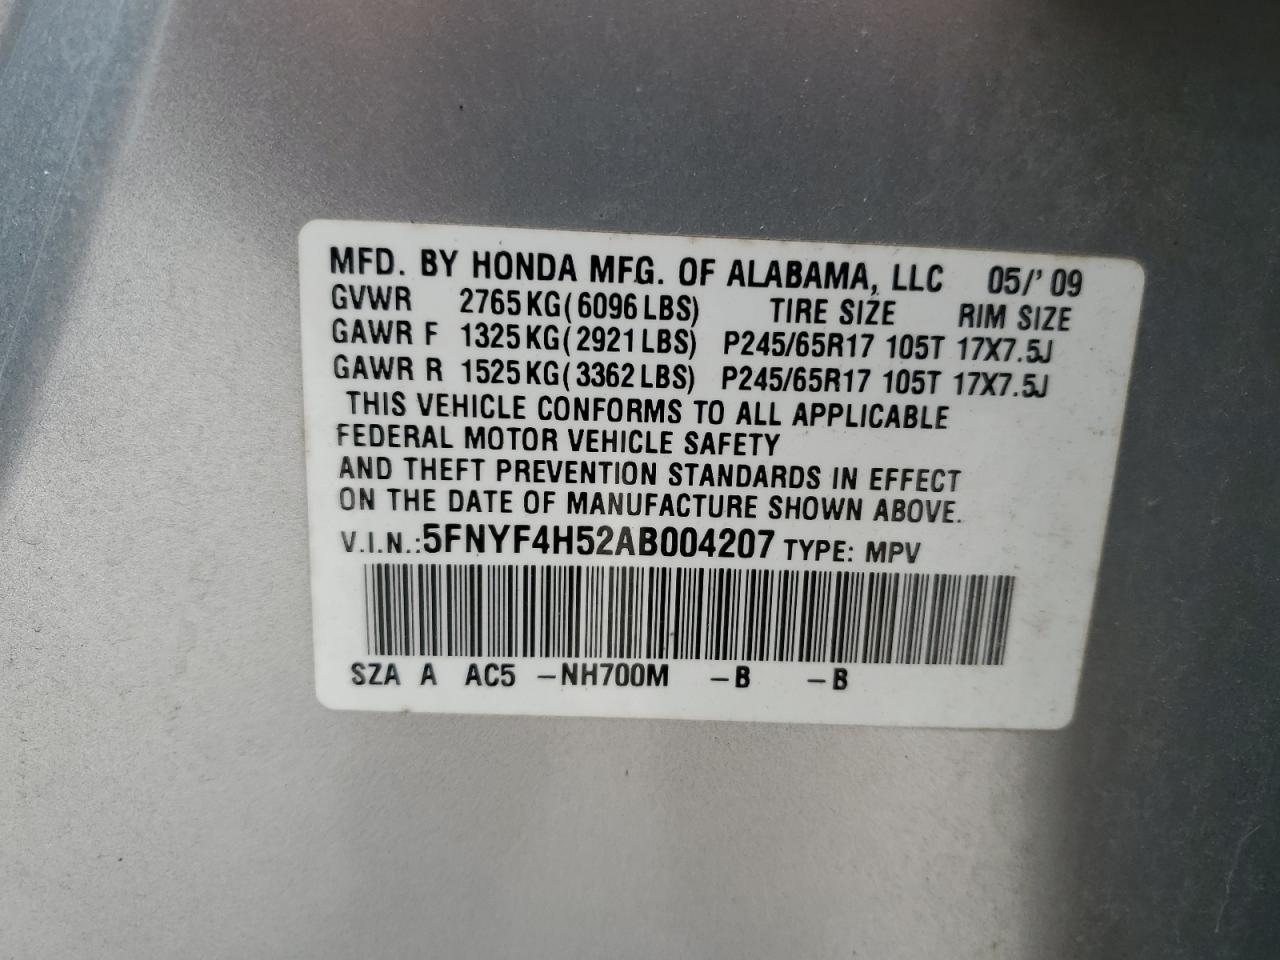 MFD. BY HONDA MFG. OF ALABAMA, LLC 05/' 09
GVWR 2765 KG (6096 LBS) TIRE SIZE RIM SIZE
GAWR F 1325 KG (2921 LBS) P245/65R17 105T 17X7.5J
GAWR R 1525 KG (3362 LBS) P245/65R17 105T 17X7.5J
THIS VEHICLE CONFORMS TO ALL APPLICABLE
FEDERAL MOTOR VEHICLE SAFETY
AND THEFT PREVENTION STANDARDS IN EFFECT
ON THE DATE OF MANUFACTURE SHOWN ABOVE.
V.I.N.: 5FNYF4H52AB004207 TYPE: MPV
SZA A AC5 -NH700M -B -B